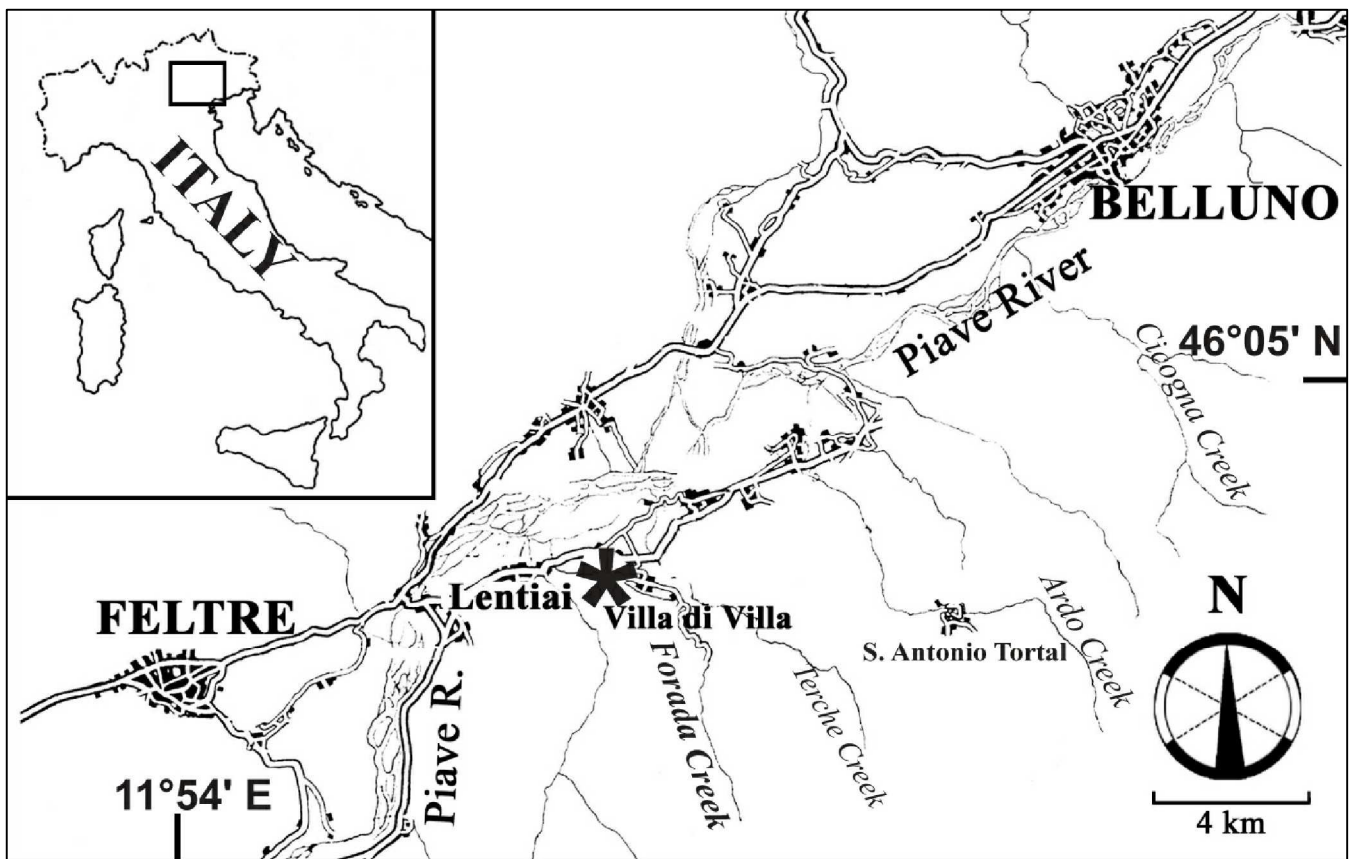 ITALY
BELLUNO
Piave River
46°05' N
Cicogna Creek
Lentiai
Villa di Villa
FELTRE
S. Antonio Tortal
Ardo Creek
N
Forada Creek
Terche Creek
Piave R.
11°54' E
4 km